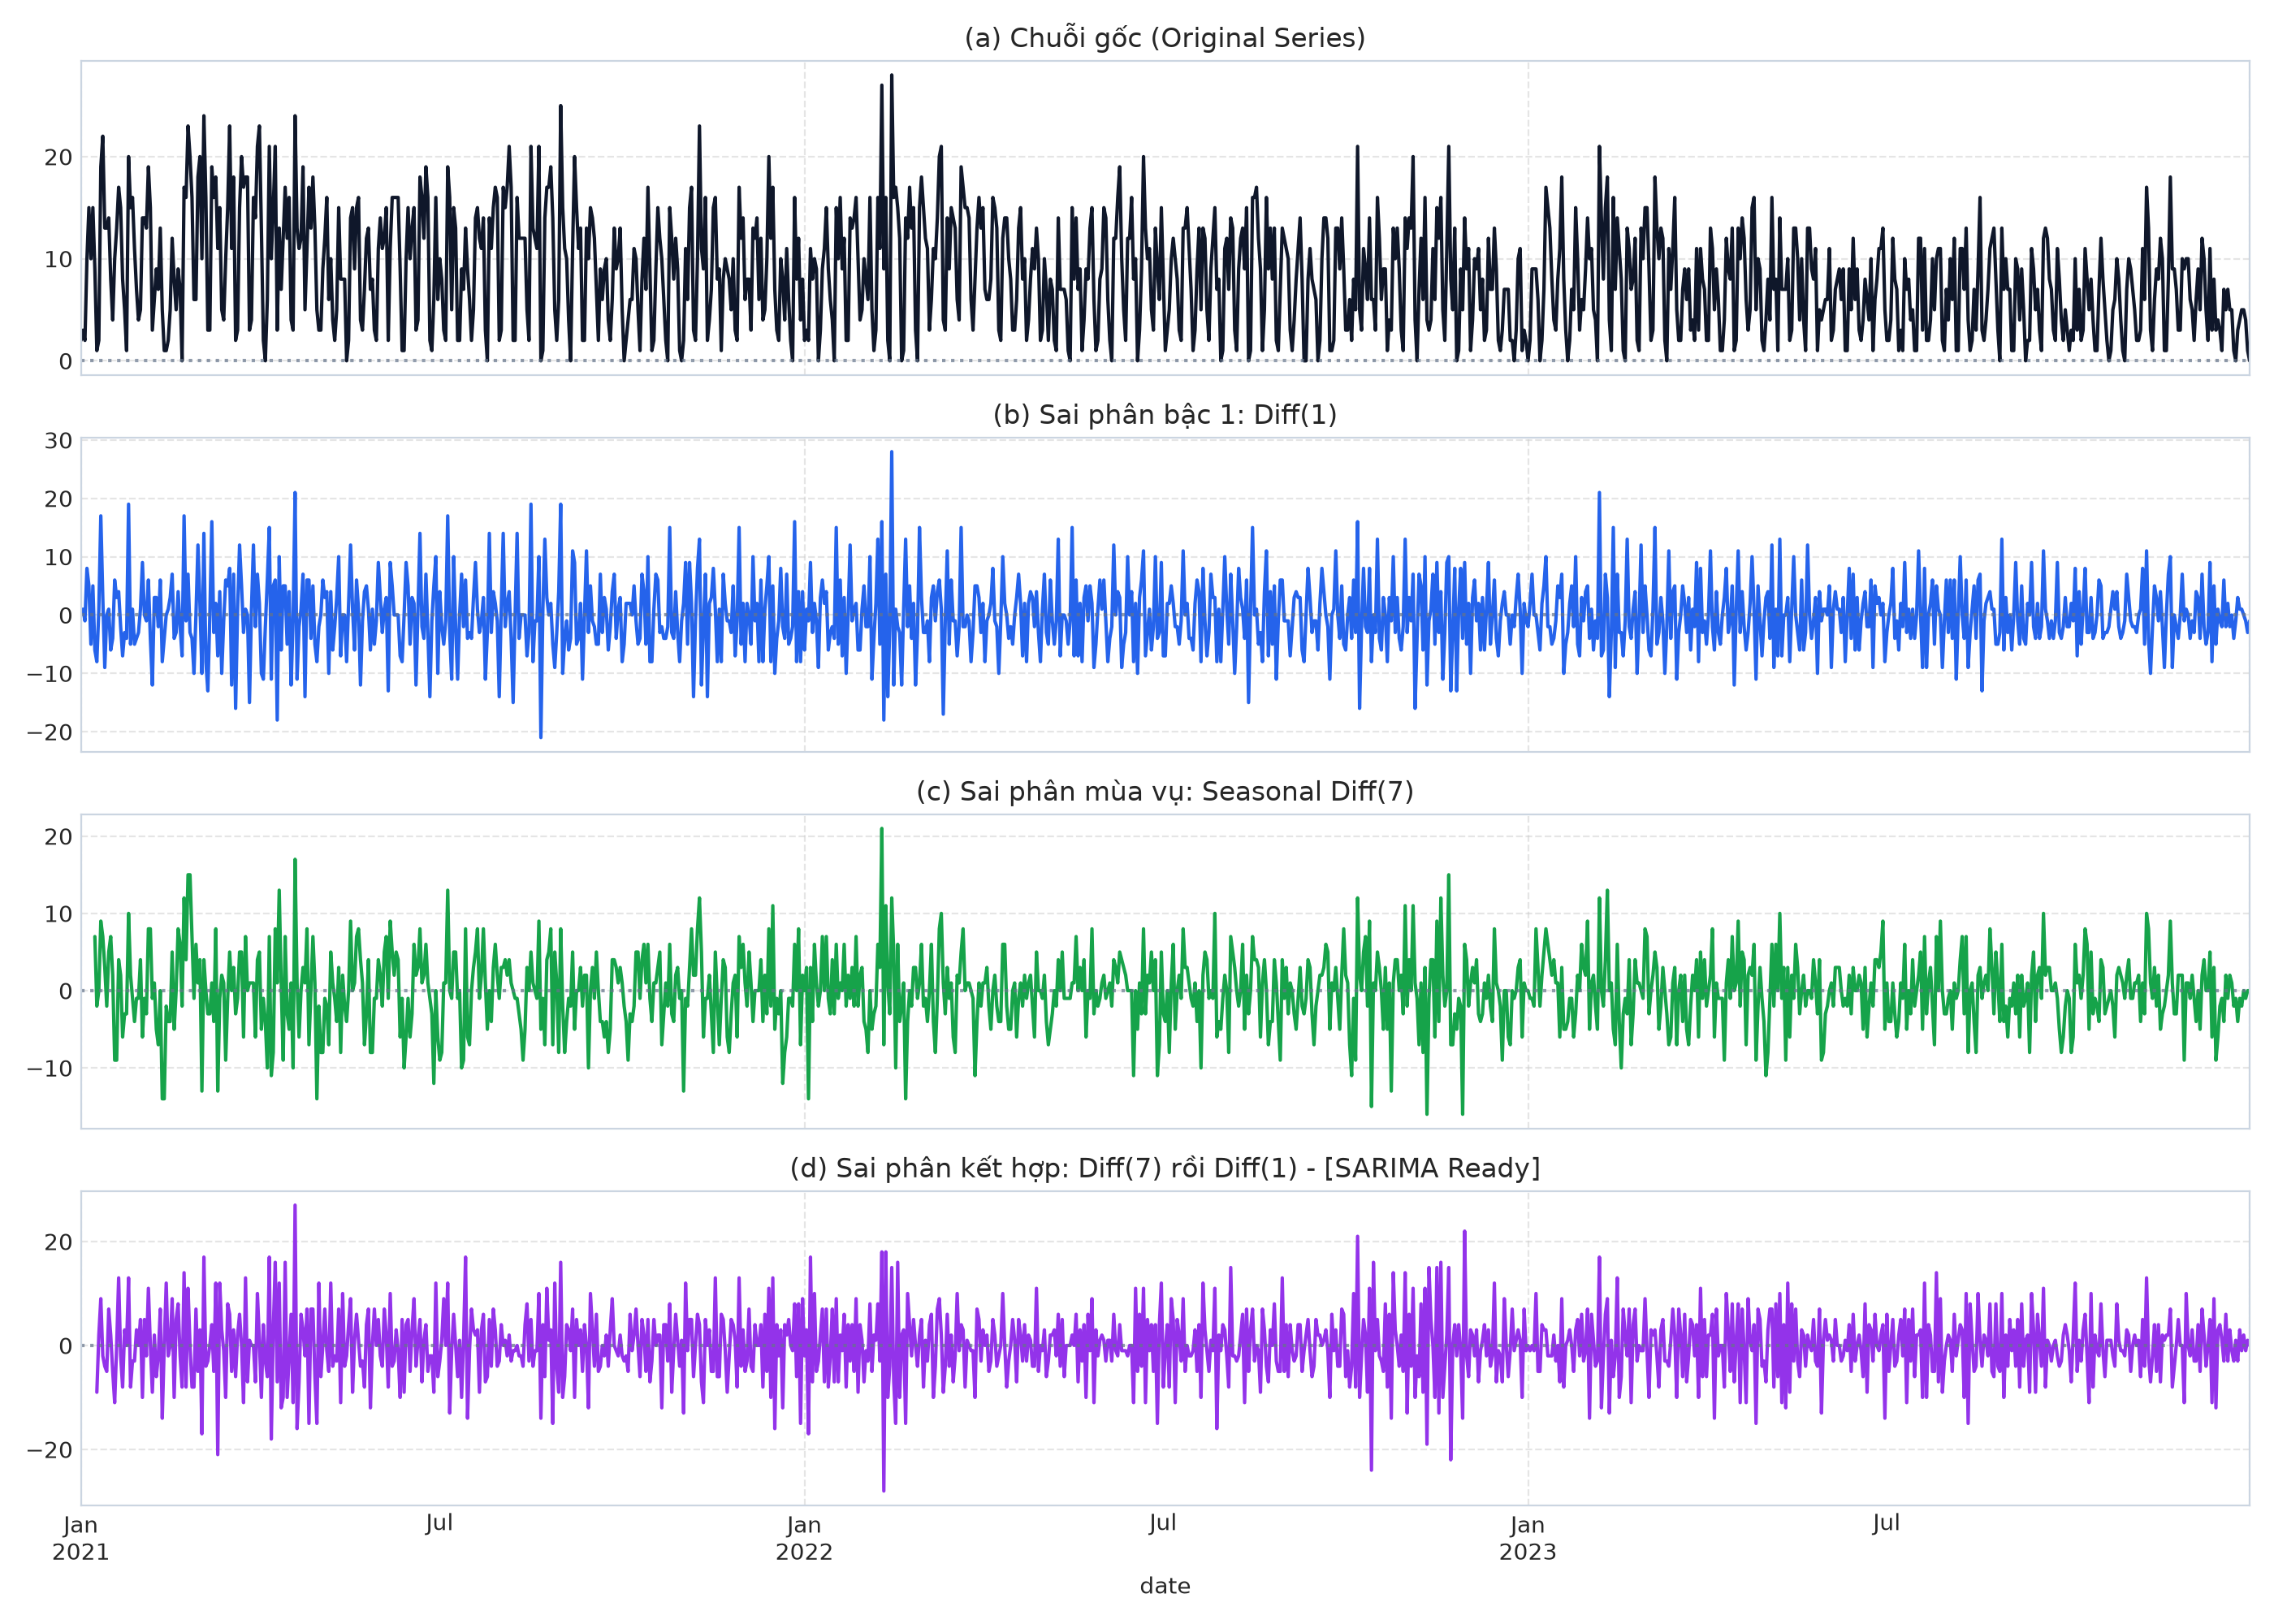 (a) Chuỗi gốc (Original Series)
20
10
0
(b) Sai phân bậc 1: Diff(1)
30
20
10
0
−10
−20
(c) Sai phân mùa vụ: Seasonal Diff(7)
20
10
0
−10
(d) Sai phân kết hợp: Diff(7) rồi Diff(1) - [SARIMA Ready]
20
0
−20
Jan Jul Jan Jul Jan Jul
2021 2022 2023
date